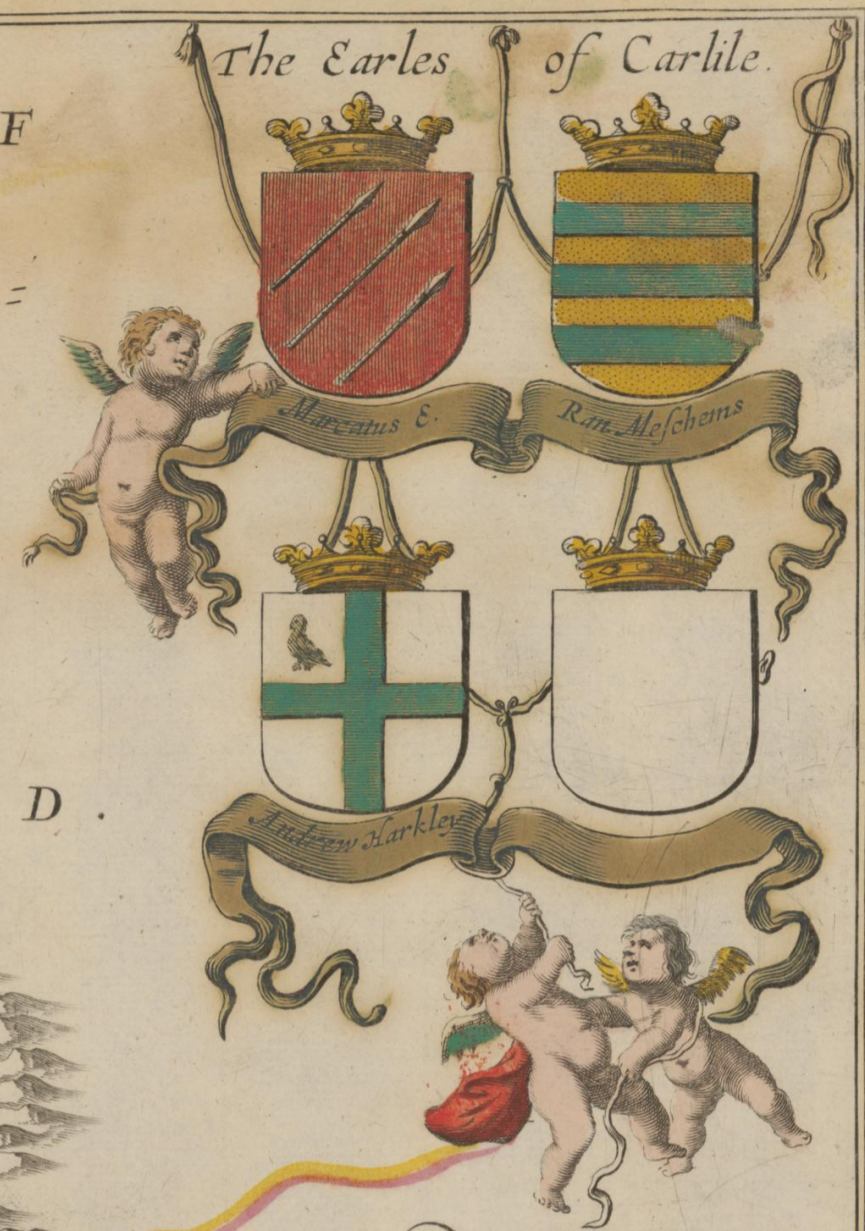 The Earles of Carlile.
F
Marcatus E.
Ran. Meschems
D
Andrew Harkley